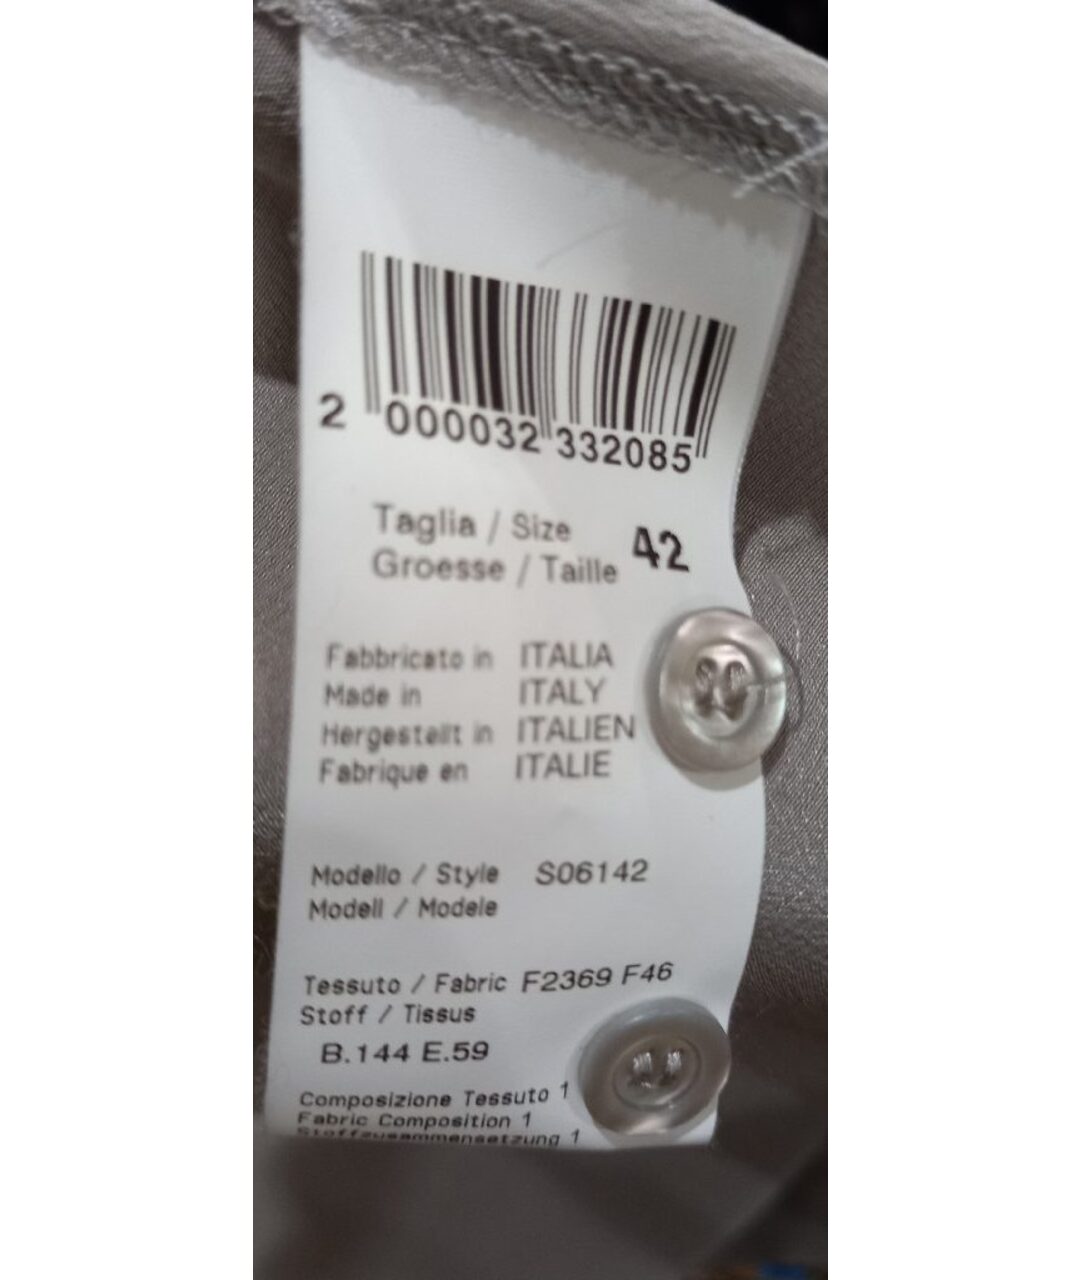 2 000032 332085
Taglia / Size 42
Groesse / Taille
Fabbricato in ITALIA
Made in ITALY
Hergestellt in ITALIEN
Fabrique en ITALIE
Modello / Style S06142
Modell / Modele
Tessuto / Fabric F2369 F46
Stoff / Tissus
B.144 E.59
Composizione Tessuto 1
Fabric Composition 1
Stoffzusammensetzung 1